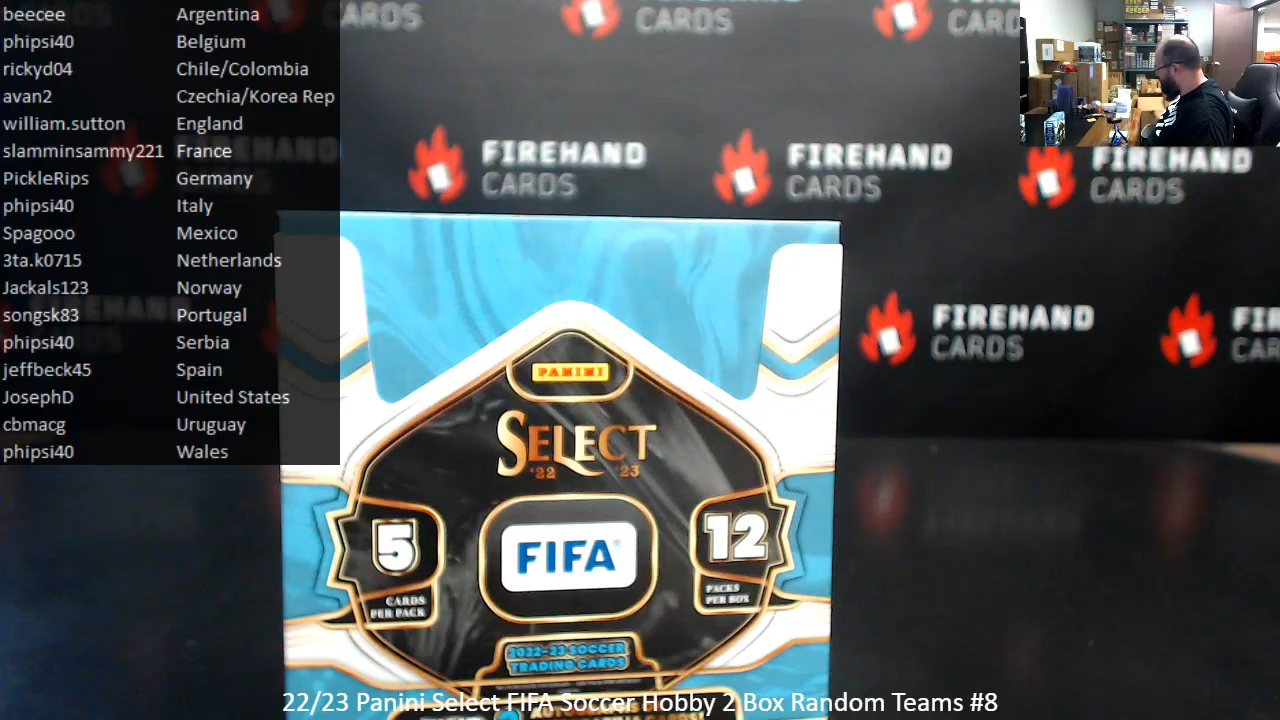 beecee Argentina
phipsi40 Belgium
rickyd04 Chile/Colombia
avan2 Czechia/Korea Rep
william.sutton England
slamminsammy221 France
PickleRips Germany
phipsi40 Italy
Spagooo Mexico
3ta.k0715 Netherlands
Jackals123 Norway
songsk83 Portugal
phipsi40 Serbia
jeffbeck45 Spain
JosephD United States
cbmacg Uruguay
phipsi40 Wales
CARDS
CARDS
FIREHAND
CARDS
FIREHAND
CARDS
FIREHAND
CARDS
FIREHAND
CARDS
PANINI
SELECT
'22 '23
5
CARDS
PER PACK
FIFA
12
PACKS
PER BOX
2022-23 SOCCER
TRADING CARDS
22/23 Panini Select FIFA Soccer Hobby 2 Box Random Teams #8